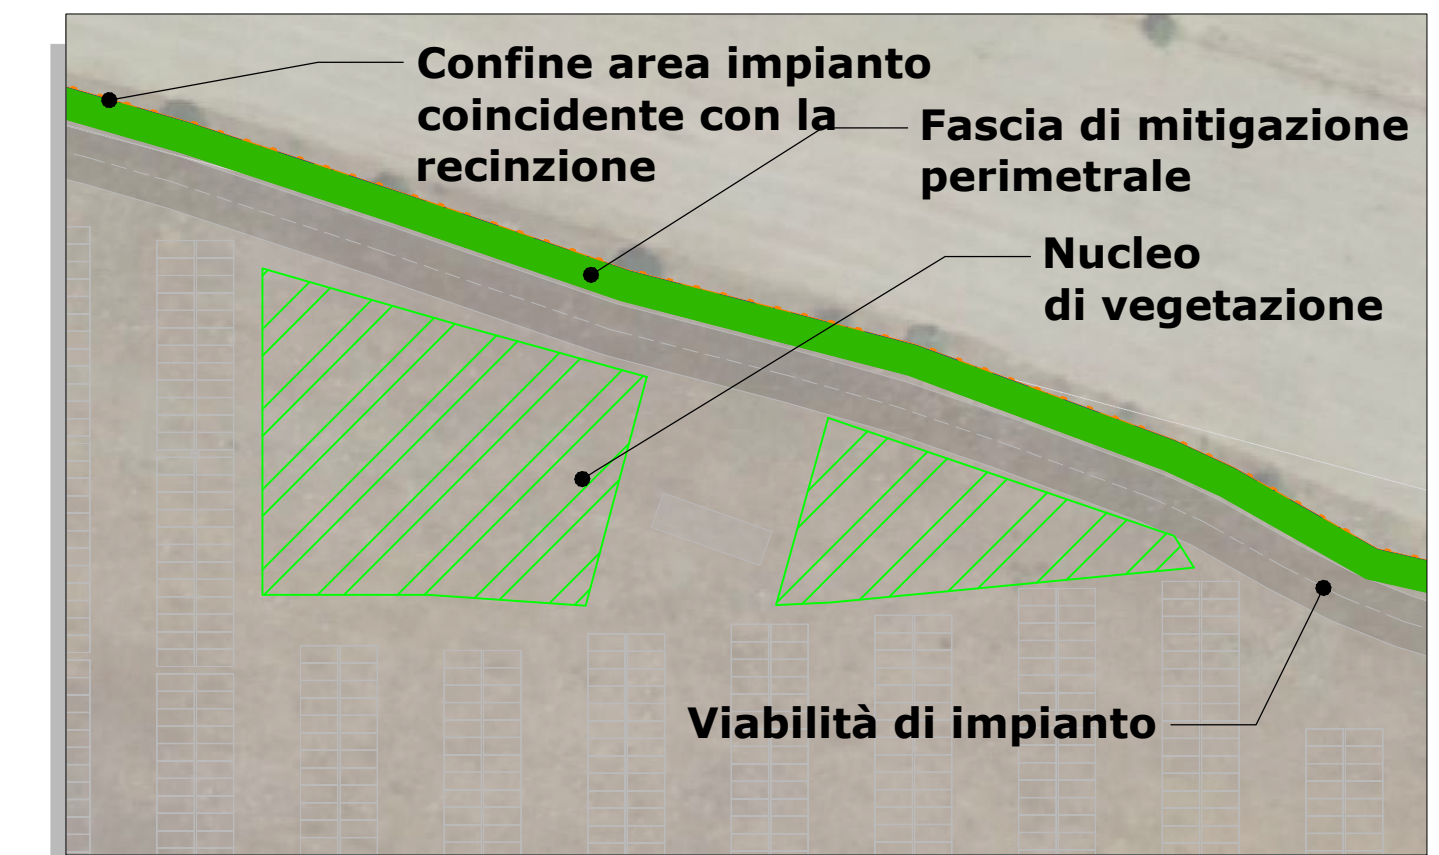 Confine area impianto
coincidente con la
recinzione
Fascia di mitigazione
perimetrale
Nucleo
di vegetazione
Viabilità di impianto